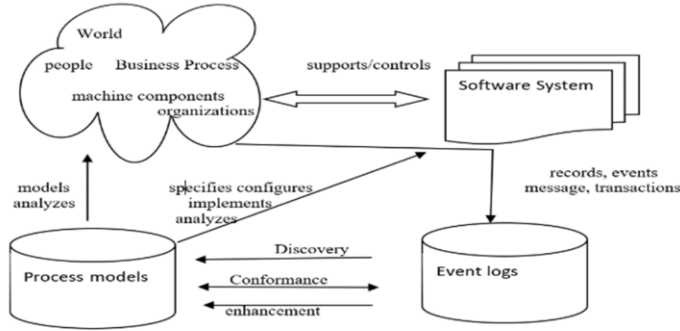 World
people Business Process
machine components
organizations
supports/controls
Software System
models
analyzes
specifies configures
implements
analyzes
records, events
message, transactions
Process models
Discovery
Conformance
enhancement
Event logs